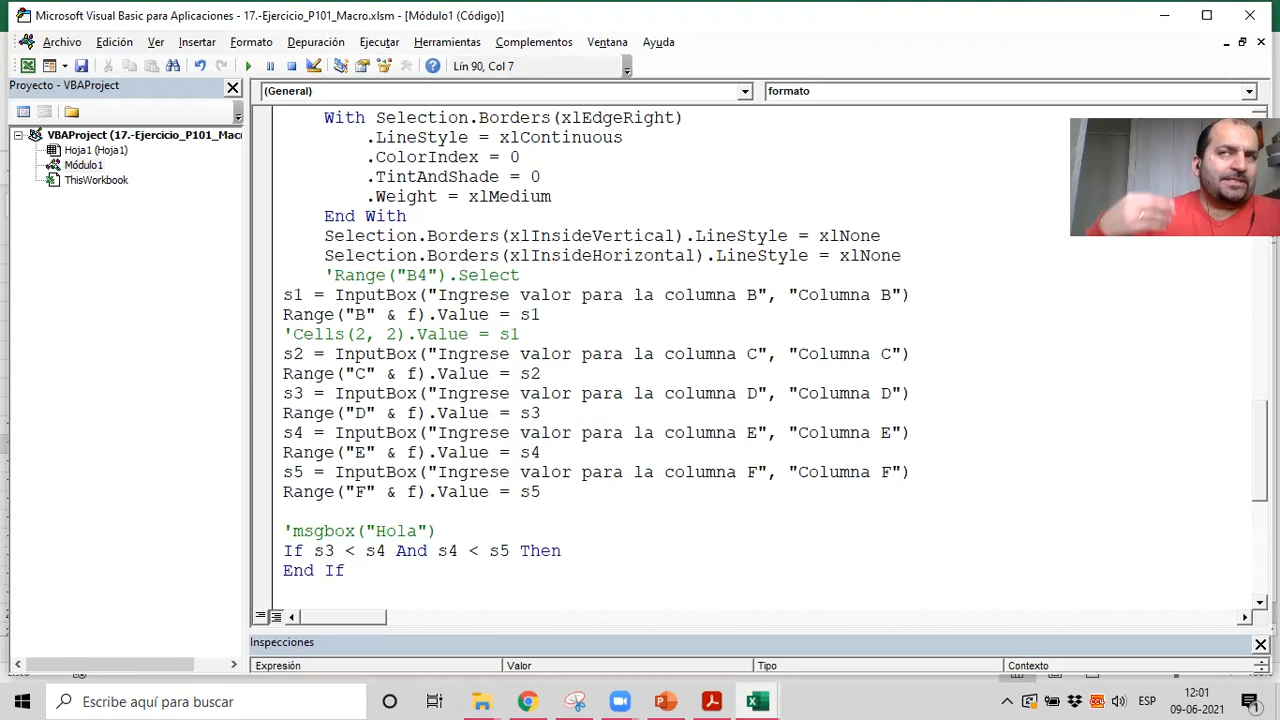 Microsoft Visual Basic para Aplicaciones - 17.-Ejercicio_P101_Macro.xlsm - [Módulo1 (Código)]
Archivo Edición Ver Insertar Formato Depuración Ejecutar Herramientas Complementos Ventana Ayuda
Lín 90, Col 7
Proyecto - VBAProject
(General)
formato
VBAProject (17.-Ejercicio_P101_Mac
Hoja1 (Hoja1)
Módulo1
ThisWorkbook
With Selection.Borders(xlEdgeRight)
.LineStyle = xlContinuous
.ColorIndex = 0
.TintAndShade = 0
.Weight = xlMedium
End With
Selection.Borders(xlInsideVertical).LineStyle = xlNone
Selection.Borders(xlInsideHorizontal).LineStyle = xlNone
'Range("B4").Select
s1 = InputBox("Ingrese valor para la columna B", "Columna B")
Range("B" & f).Value = s1
'Cells(2, 2).Value = s1
s2 = InputBox("Ingrese valor para la columna C", "Columna C")
Range("C" & f).Value = s2
s3 = InputBox("Ingrese valor para la columna D", "Columna D")
Range("D" & f).Value = s3
s4 = InputBox("Ingrese valor para la columna E", "Columna E")
Range("E" & f).Value = s4
s5 = InputBox("Ingrese valor para la columna F", "Columna F")
Range("F" & f).Value = s5
'msgbox("Hola")
If s3 < s4 And s4 < s5 Then
End If
Inspecciones
Expresión Valor Tipo Contexto
Escribe aquí para buscar
ESP
12:01
09-06-2021